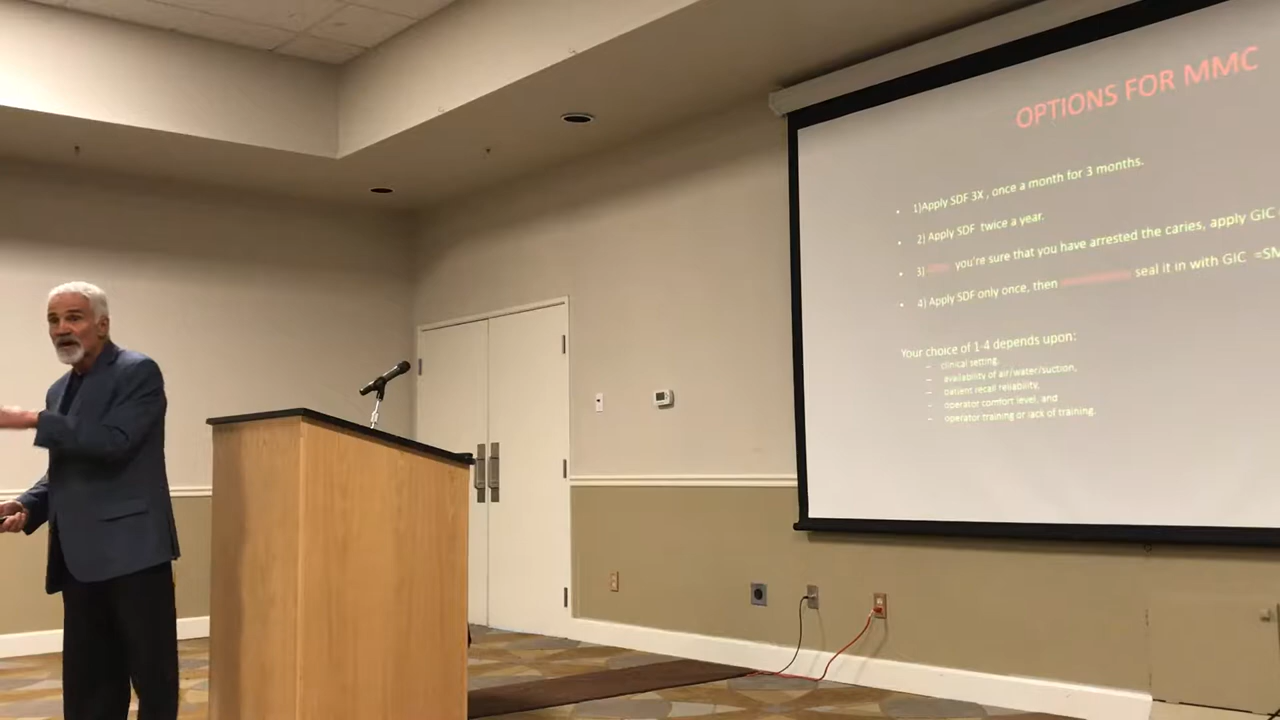 OPTIONS FOR MMC
• 1)Apply SDF 3X , once a month for 3 months.
• 2) Apply SDF twice a year.
• 3) you're sure that you have arrested the caries, apply GIC
• 4) Apply SDF only once, then seal it in with GIC =SM
Your choice of 1-4 depends upon:
– clinical setting,
– availability of air/water/suction,
– patient recall reliability,
– operator comfort level, and
– operator training or lack of training.